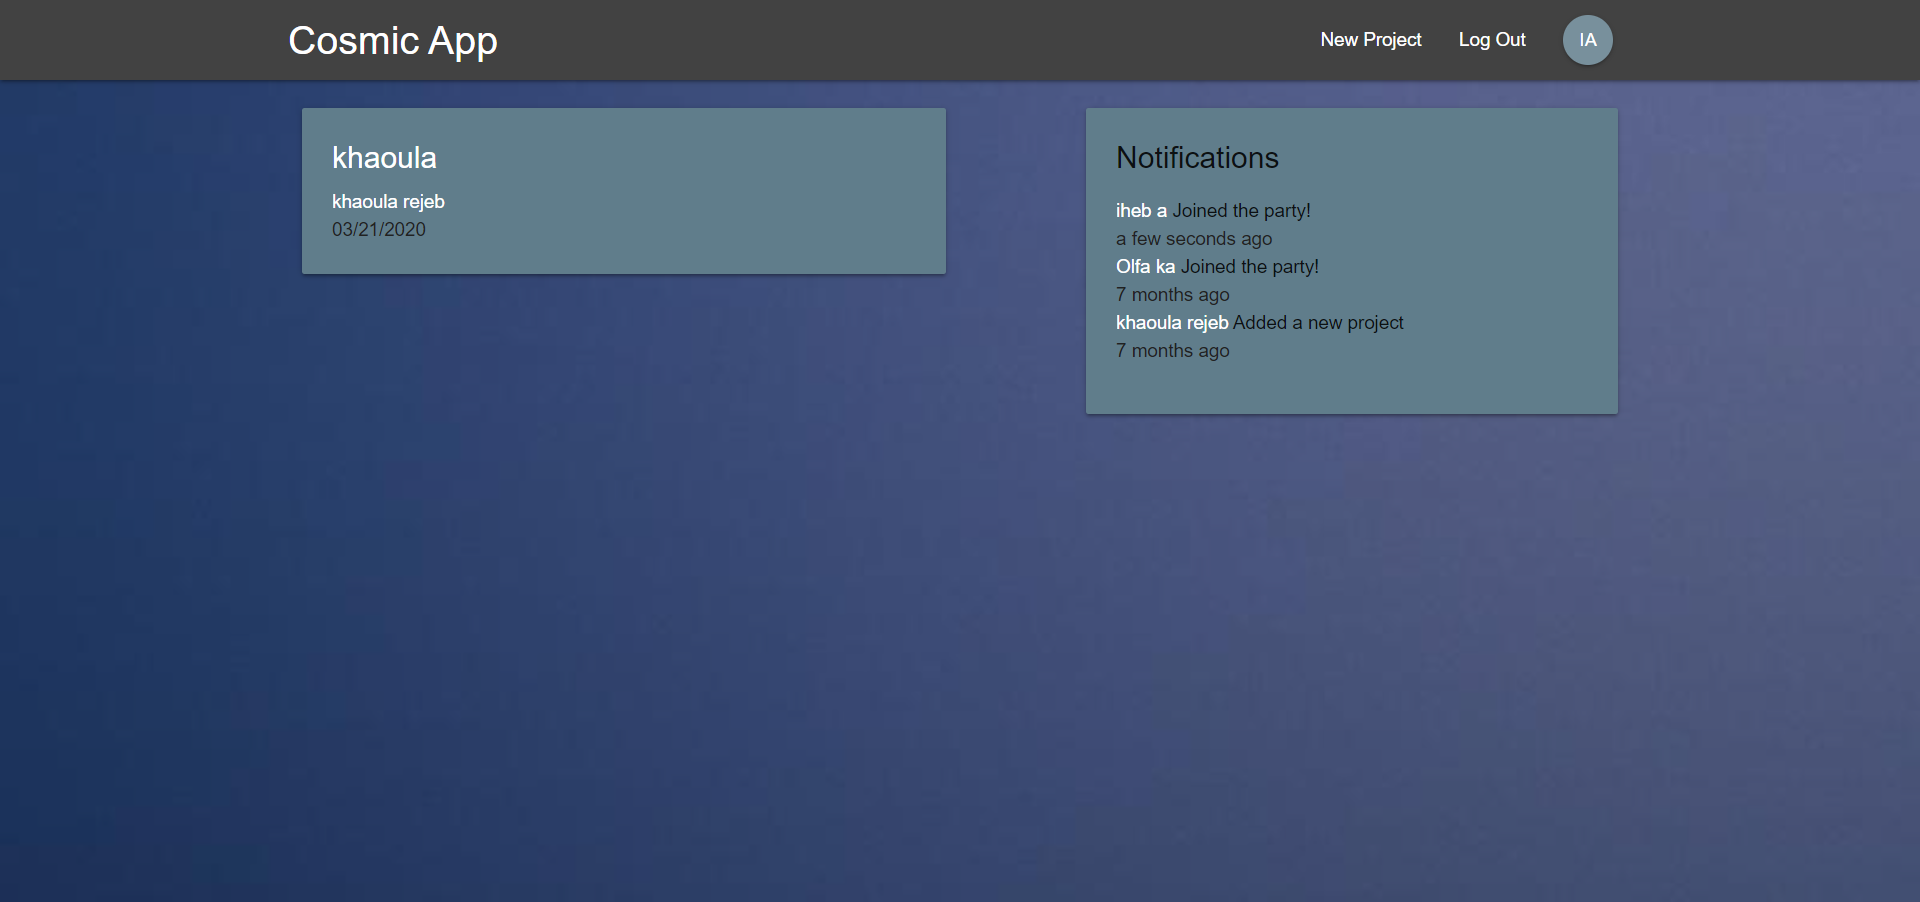 Cosmic App
New Project
Log Out
IA
khaoula
khaoula rejeb
03/21/2020
Notifications
iheb a Joined the party!
a few seconds ago
Olfa ka Joined the party!
7 months ago
khaoula rejeb Added a new project
7 months ago